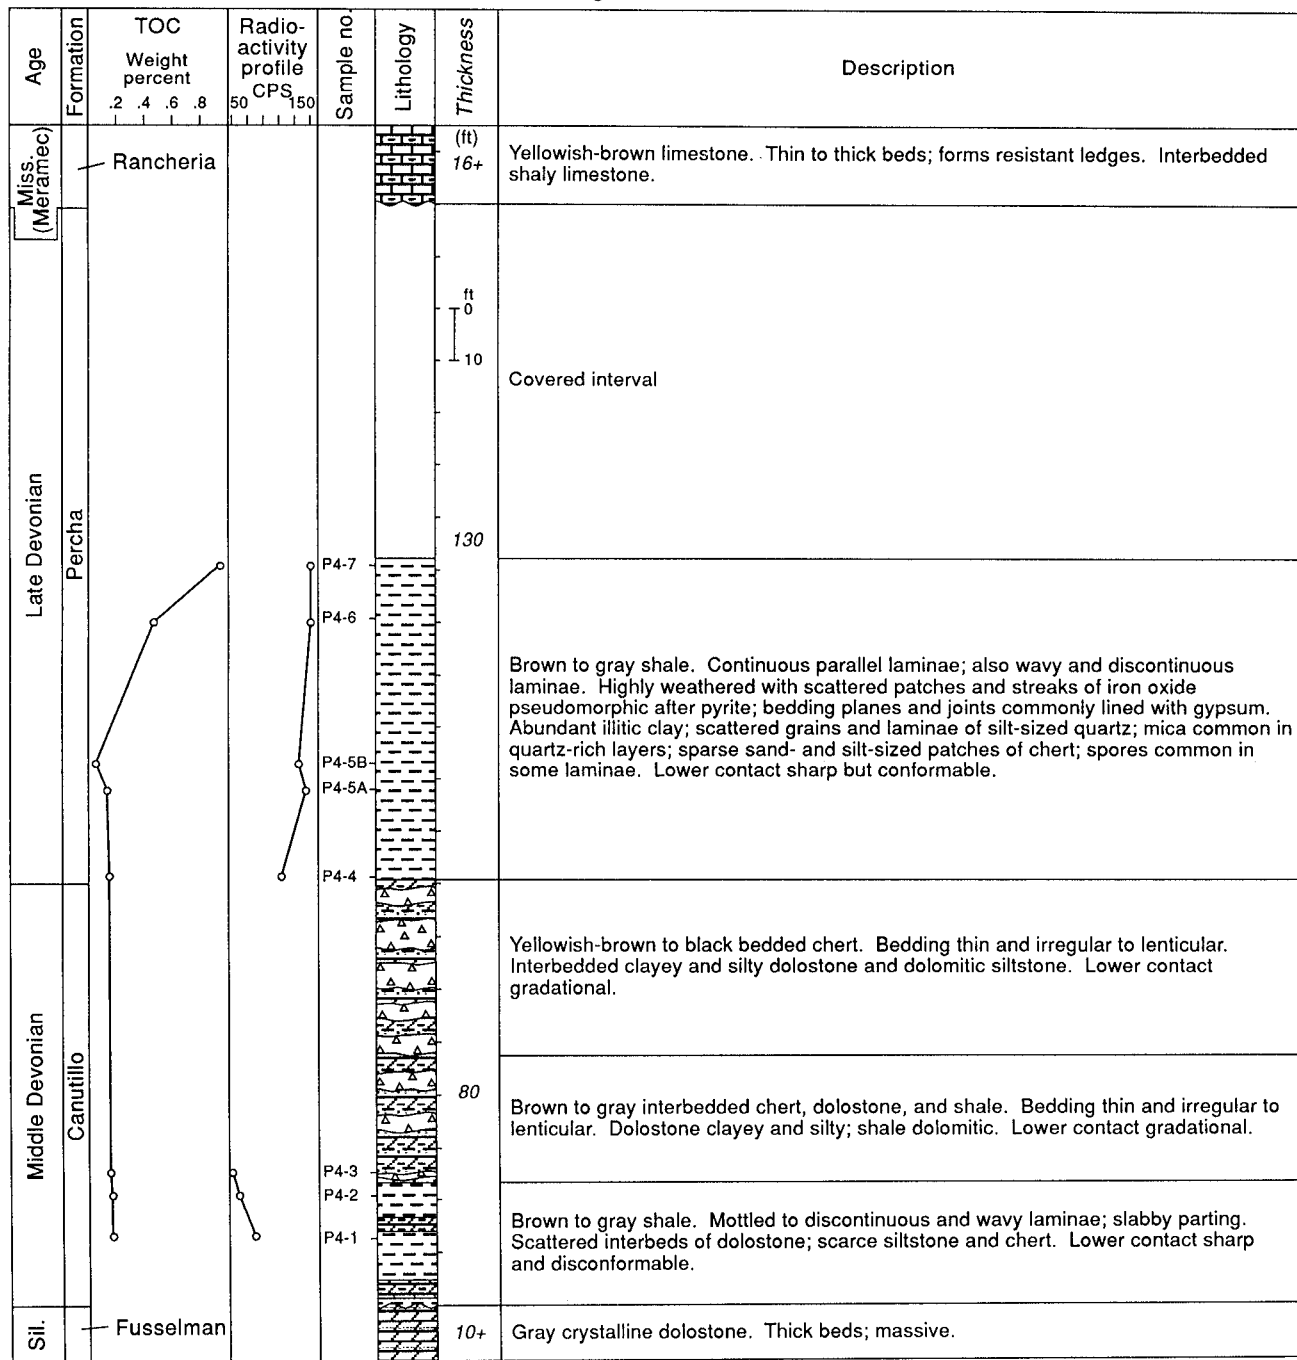 Age
Formation
TOC
Weight
percent
.2 .4 .6 .8
Radio-
activity
profile
CPS
50 150
Sample no.
Lithology
Thickness
Description
(ft)
Miss.
(Meramec)
Rancheria
16+
Yellowish-brown limestone. Thin to thick beds; forms resistant ledges. Interbedded
shaly limestone.
ft
0
10
Covered interval
Late Devonian
Percha
130
P4-7
P4-6
P4-5B
P4-5A
P4-4
Brown to gray shale. Continuous parallel laminae; also wavy and discontinuous
laminae. Highly weathered with scattered patches and streaks of iron oxide
pseudomorphic after pyrite; bedding planes and joints commonly lined with gypsum.
Abundant illitic clay; scattered grains and laminae of silt-sized quartz; mica common in
quartz-rich layers; sparse sand- and silt-sized patches of chert; spores common in
some laminae. Lower contact sharp but conformable.
Middle Devonian
Canutillo
Yellowish-brown to black bedded chert. Bedding thin and irregular to lenticular.
Interbedded clayey and silty dolostone and dolomitic siltstone. Lower contact
gradational.
80
Brown to gray interbedded chert, dolostone, and shale. Bedding thin and irregular to
lenticular. Dolostone clayey and silty; shale dolomitic. Lower contact gradational.
P4-3
P4-2
P4-1
Brown to gray shale. Mottled to discontinuous and wavy laminae; slabby parting.
Scattered interbeds of dolostone; scarce siltstone and chert. Lower contact sharp
and disconformable.
Sil.
Fusselman
10+
Gray crystalline dolostone. Thick beds; massive.